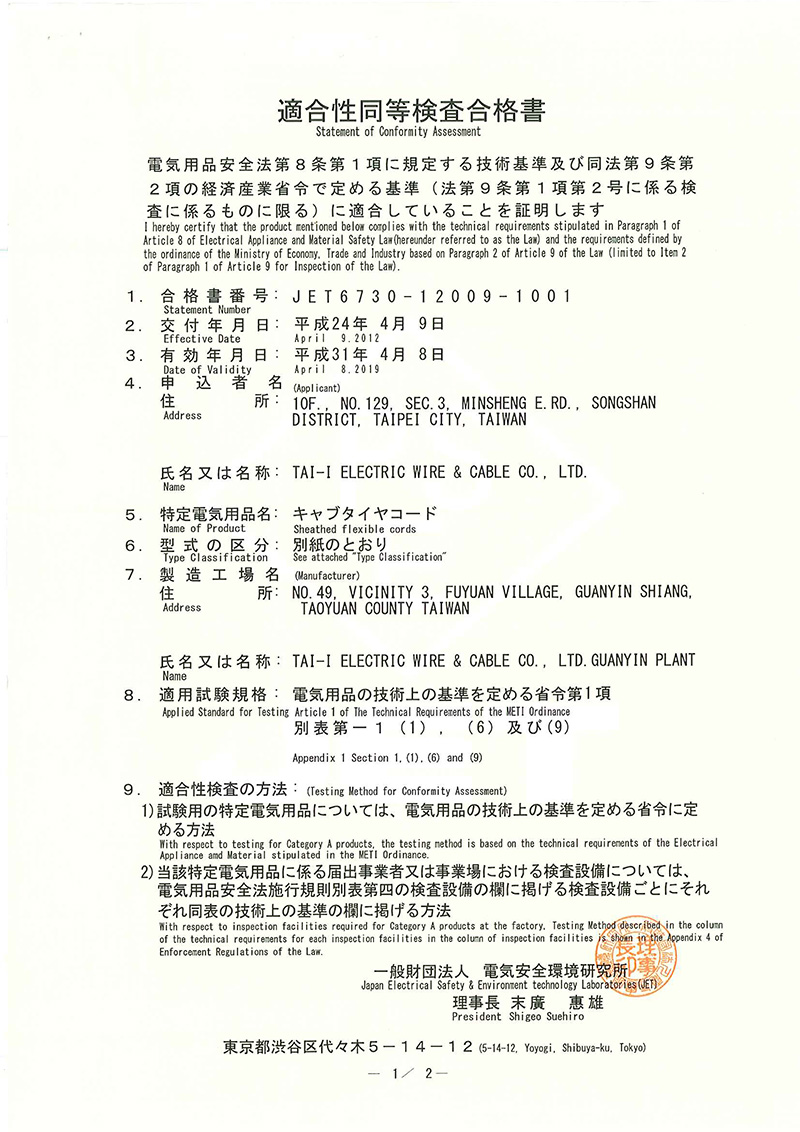 適合性同等検査合格書
Statement of Conformity Assessment
電気用品安全法第8条第1項に規定する技術基準及び同法第9条第
2項の経済産業省令で定める基準（法第9条第1項第2号に係る検
査に係るものに限る）に適合していることを証明します
I hereby certify that the product mentioned below complies with the technical requirements stipulated in Paragraph 1 of
Article 8 of Electrical Appliance and Material Safety Law(hereunder referred to as the Law) and the requirements defined by
the ordinance of the Ministry of Economy, Trade and Industry based on Paragraph 2 of Article 9 of the Law (limited to Item 2
of Paragraph 1 of Article 9 for Inspection of the Law).
1. 合格書番号: JET6730-12009-1001
Statement Number
2. 交付年月日: 平成24年 4月 9日
Effective Date April 9.2012
3. 有効年月日: 平成31年 4月 8日
Date of Validity April 8.2019
4. 申込者名 (Applicant)
住所: 10F., NO.129, SEC.3, MINSHENG E.RD., SONGSHAN
Address DISTRICT, TAIPEI CITY, TAIWAN
氏名又は名称: TAI-I ELECTRIC WIRE & CABLE CO., LTD.
Name
5. 特定電気用品名: キャブタイヤコード
Name of Product Sheathed flexible cords
6. 型式の区分: 別紙のとおり
Type Classification See attached "Type Classification"
7. 製造工場名 (Manufacturer)
住所: NO.49, VICINITY 3, FUYUAN VILLAGE, GUANYIN SHIANG,
Address TAOYUAN COUNTY TAIWAN
氏名又は名称: TAI-I ELECTRIC WIRE & CABLE CO., LTD.GUANYIN PLANT
Name
8. 適用試験規格: 電気用品の技術上の基準を定める省令第1項
Applied Standard for Testing Article 1 of The Technical Requirements of the METI Ordinance
別表第一1 (1), (6)及び(9)
Appendix 1 Section 1,(1),(6) and (9)
9. 適合性検査の方法: (Testing Method for Conformity Assessment)
1)試験用の特定電気用品については、電気用品の技術上の基準を定める省令に定
める方法
With respect to testing for Category A products, the testing method is based on the technical requirements of the Electrical
Appliance amd Material stipulated in the METI Ordinance.
2)当該特定電気用品に係る届出事業者又は事業場における検査設備については、
電気用品安全法施行規則別表第四の検査設備の欄に掲げる検査設備ごとにそれ
ぞれ同表の技術上の基準の欄に掲げる方法
With respect to inspection facilities required for Category A products at the factory, Testing Method described in the column
of the technical requirements for each inspection facilities in the column of inspection facilities is shown in the Appendix 4 of
Enforcement Regulations of the Law.
一般財団法人 電気安全環境研究所
Japan Electrical Safety & Environment technology Laboratories(JET)
理事長 末廣 惠雄
President Shigeo Suehiro
理事長印
東京都渋谷区代々木5-14-12 (5-14-12, Yoyogi, Shibuya-ku, Tokyo)
— 1/ 2—